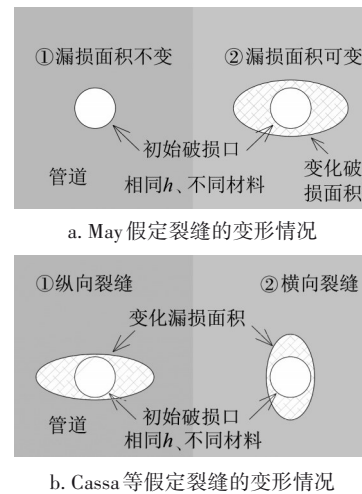 ①漏损面积不变 ②漏损面积可变
初始破损口
管道 相同h、不同材料 变化破
损面积
a. May假定裂缝的变形情况
①纵向裂缝 ②横向裂缝
变化漏损面积
管道 初始破损口
相同h、不同材料
b. Cassa等假定裂缝的变形情况